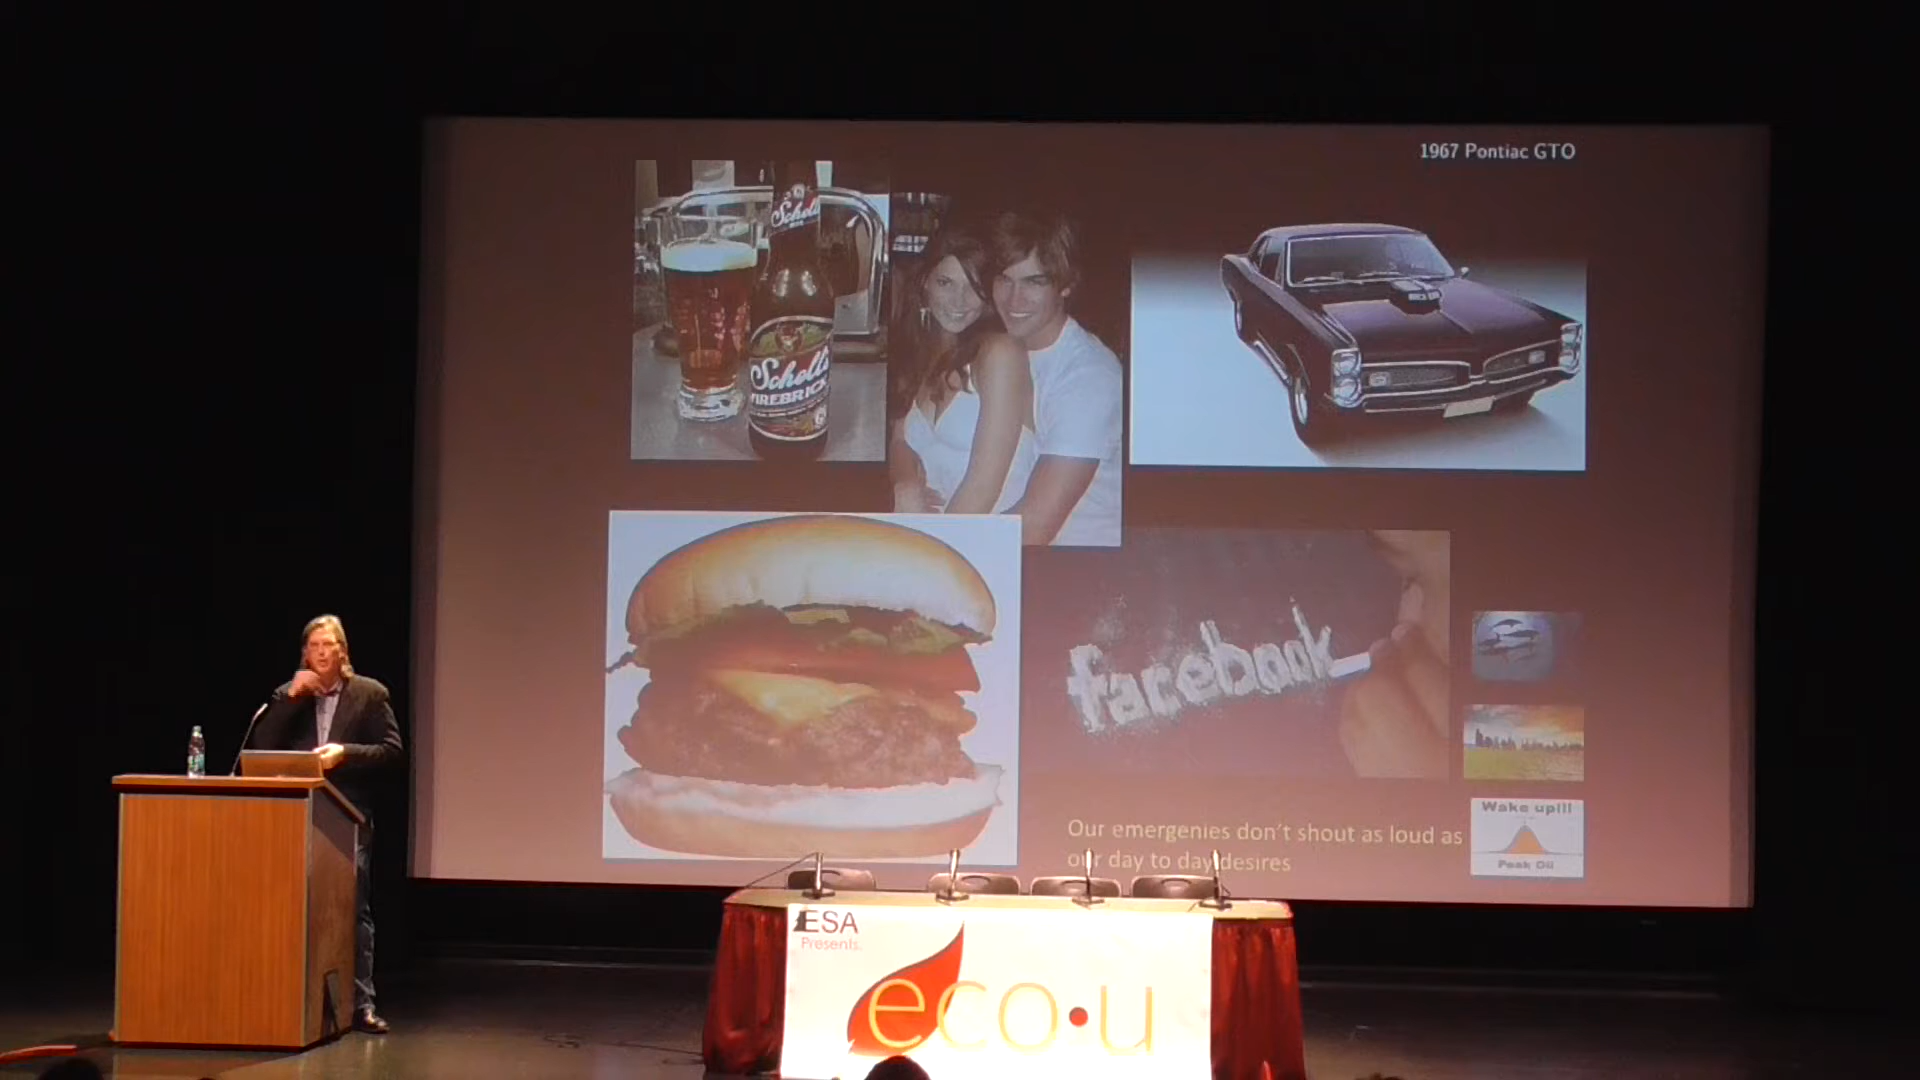 1967 Pontiac GTO
Schell's
Schell's
FIREBRICK
facebook
Our emergenies don't shout as loud as
our day to day desires
Wake up!!!
Peak Oil
ESA
Presents
eco•u